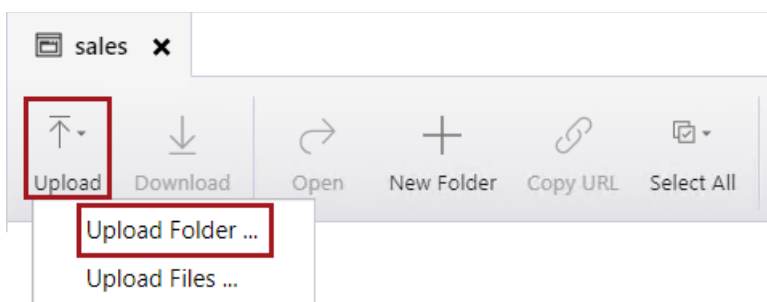 sales
Upload Download Open New Folder Copy URL Select All
Upload Folder ...
Upload Files ...